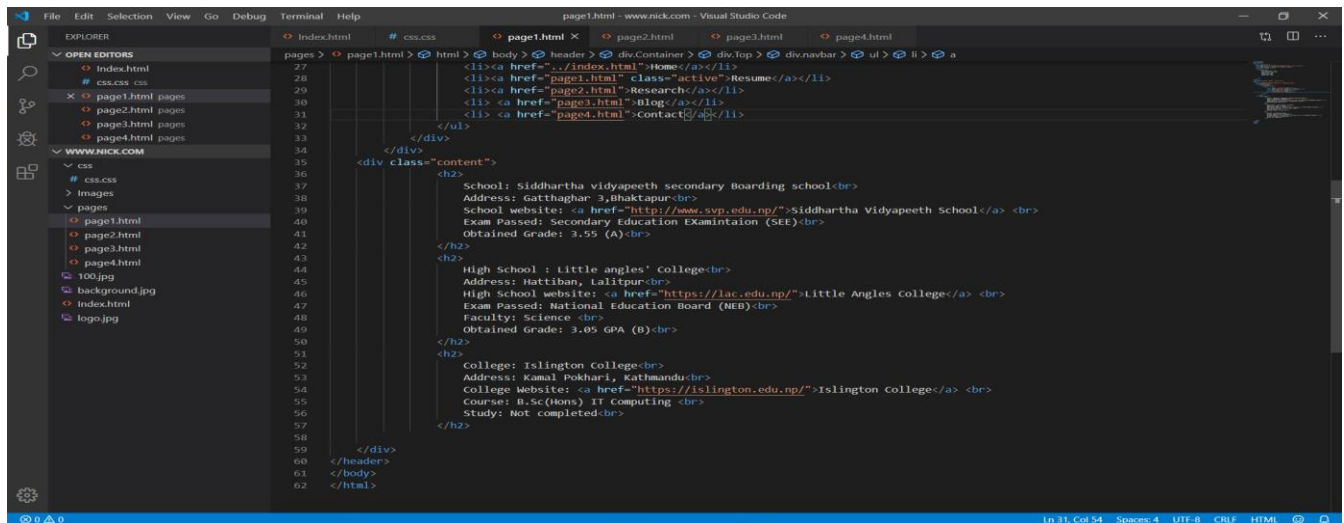 File Edit Selection View Go Debug Terminal Help
page1.html - www.nick.com - Visual Studio Code
EXPLORER
OPEN EDITORS
Index.html
css.css css
page1.html pages
page2.html pages
page3.html pages
page4.html pages
WWW.NICK.COM
css
# css.css
Images
pages
page1.html
page2.html
page3.html
page4.html
100.jpg
background.jpg
Index.html
logo.jpg
Index.html # css.css page1.html page2.html page3.html page4.html
pages > page1.html > html > body > header > div.Container > div.Top > div.navbar > ul > li > a
27 <li><a href="../index.html">Home</a></li>
28 <li><a href="page1.html" class="active">Resume</a></li>
29 <li><a href="page2.html">Research</a></li>
30 <li> <a href="page3.html">Blog</a></li>
31 <li> <a href="page4.html">Contact</a></li>
32 </ul>
33 </div>
34 </div>
35 <div class="content">
36 <h2>
37 School: Siddhartha vidyapeeth secondary Boarding school<br>
38 Address: Gatthaghar 3,Bhaktapur<br>
39 School website: <a href="http://www.svp.edu.np/">Siddhartha Vidyapeeth School</a> <br>
40 Exam Passed: Secondary Education EXamintaion (SEE)<br>
41 Obtained Grade: 3.55 (A)<br>
42 </h2>
43 <h2>
44 High School : Little angles' College<br>
45 Address: Hattiban, Lalitpur<br>
46 High School website: <a href="https://lac.edu.np/">Little Angles College</a> <br>
47 Exam Passed: National Education Board (NEB)<br>
48 Faculty: Science <br>
49 Obtained Grade: 3.05 GPA (B)<br>
50 </h2>
51 <h2>
52 College: Islington College<br>
53 Address: Kamal Pokhari, Kathmandu<br>
54 College Website: <a href="https://islington.edu.np/">Islington College</a> <br>
55 Course: B.Sc(Hons) IT Computing <br>
56 Study: Not completed<br>
57 </h2>
58
59 </div>
60 </header>
61 </body>
62 </html>
0 0 Ln 31, Col 54 Spaces: 4 UTF-8 CRLF HTML